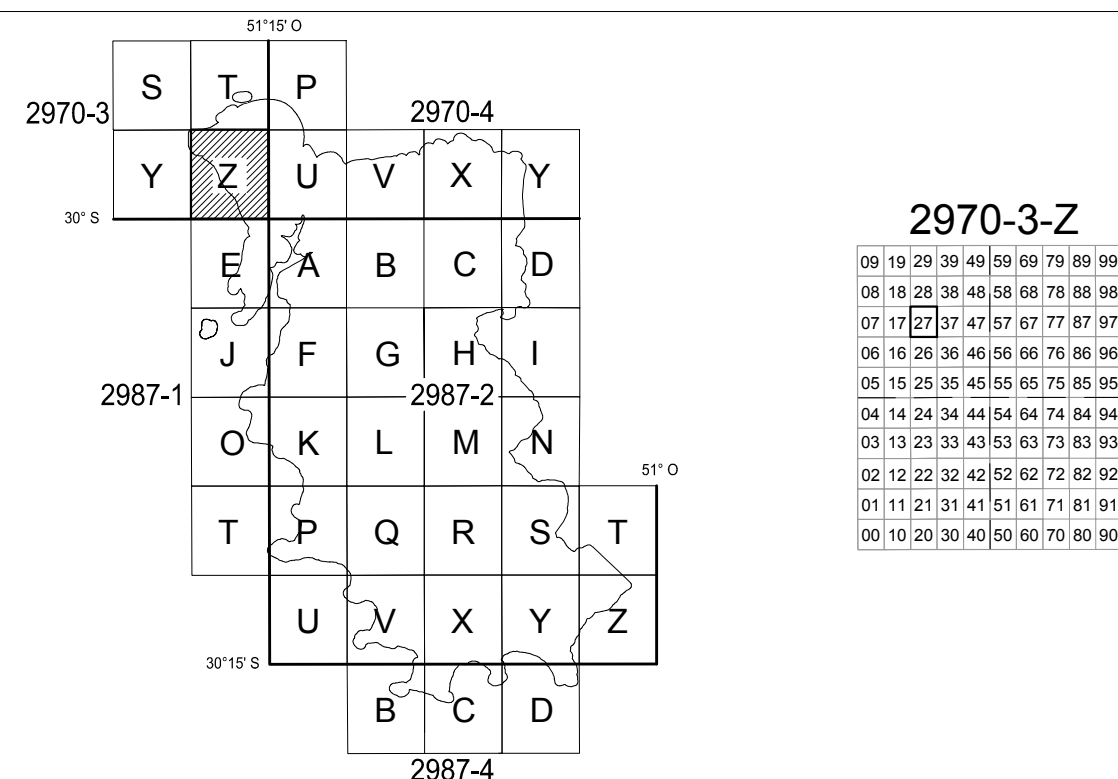 51°15' O
S T P
2970-3 2970-4
Y Z U V X Y
30° S
E A B C D
J F G H I
2987-1 2987-2
O K L M N
51° O
T P Q R S T
U V X Y Z
30°15' S
B C D
2987-4
2970-3-Z
09 19 29 39 49 59 69 79 89 99
08 18 28 38 48 58 68 78 88 98
07 17 27 37 47 57 67 77 87 97
06 16 26 36 46 56 66 76 86 96
05 15 25 35 45 55 65 75 85 95
04 14 24 34 44 54 64 74 84 94
03 13 23 33 43 53 63 73 83 93
02 12 22 32 42 52 62 72 82 92
01 11 21 31 41 51 61 71 81 91
00 10 20 30 40 50 60 70 80 90